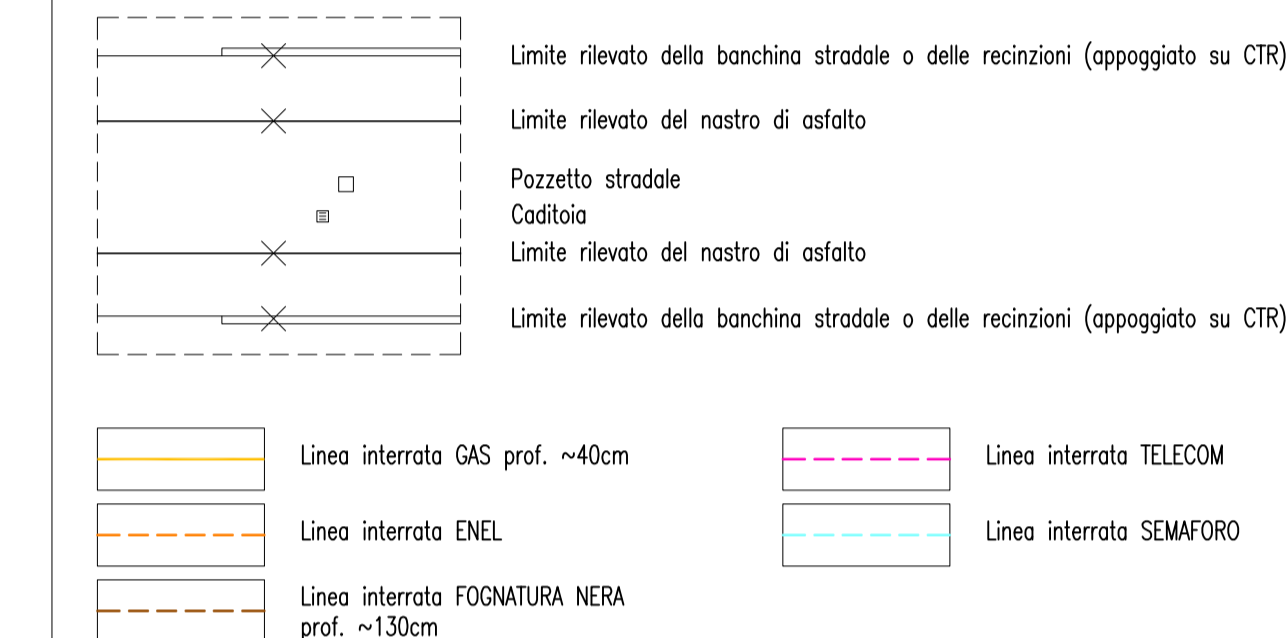 Limite rilevato della banchina stradale o delle recinzioni (appoggiato su CTR)
Limite rilevato del nastro di asfalto
Pozzetto stradale
Caditoia
Limite rilevato del nastro di asfalto
Limite rilevato della banchina stradale o delle recinzioni (appoggiato su CTR)
Linea interrata GAS prof. ~40cm
Linea interrata ENEL
Linea interrata FOGNATURA NERA
prof. ~130cm
Linea interrata TELECOM
Linea interrata SEMAFORO